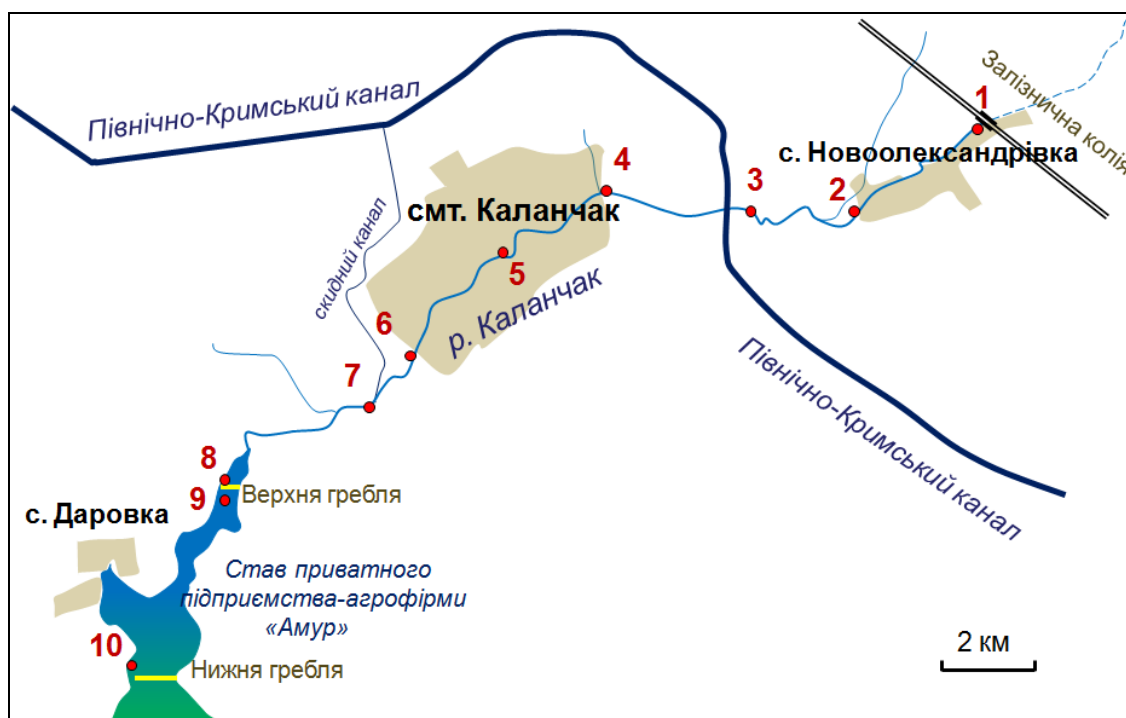 Північно-Кримський канал
Залізнична колія
1
с. Новоолександрівка
2
3
4
смт. Каланчак
5
р. Каланчак
скидний канал
6
7
Північно-Кримський канал
8
Верхня гребля
9
с. Даровка
Став приватного
підприємства-агрофірми
«Амур»
10
Нижня гребля
2 км